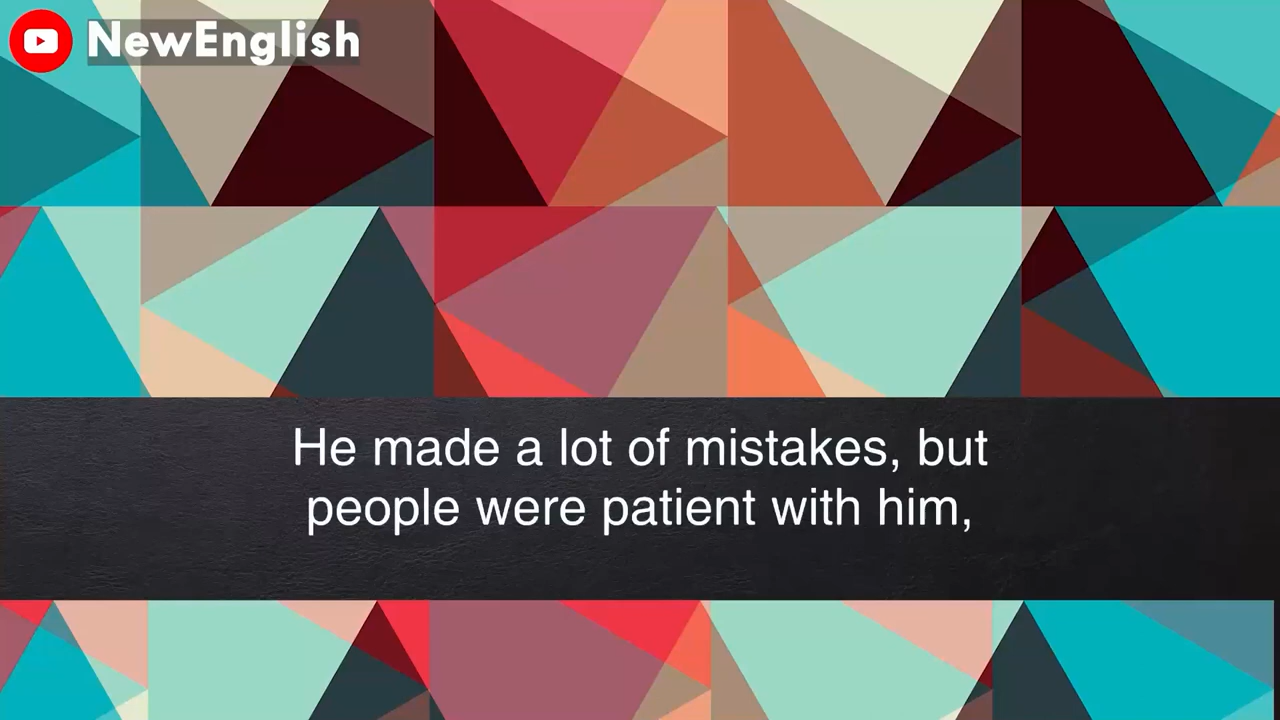 NewEnglish
He made a lot of mistakes, but
people were patient with him,